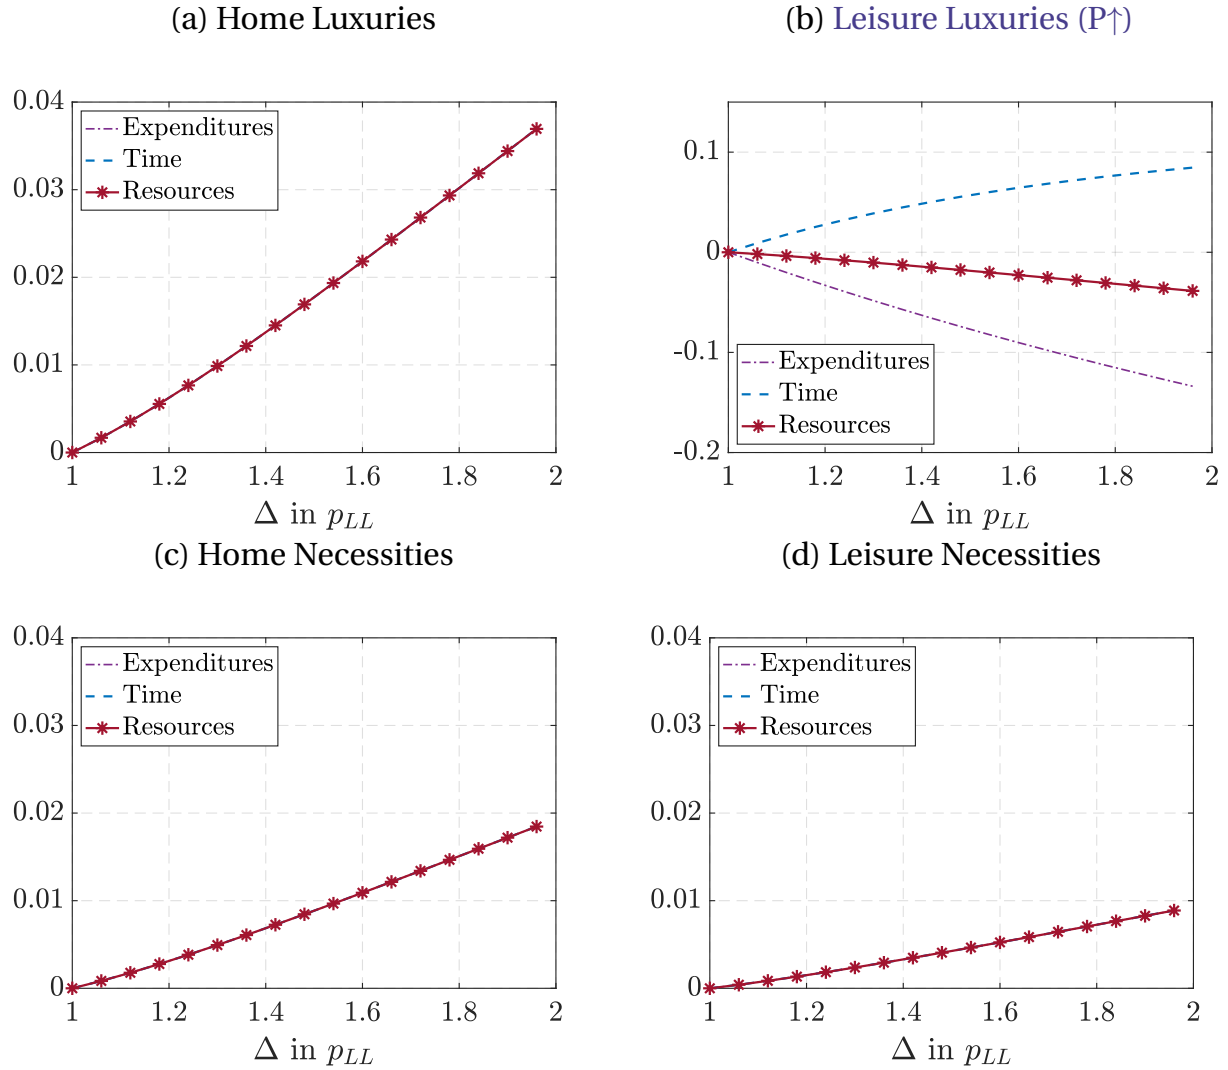 (a) Home Luxuries
0.04
0.03
0.02
0.01
0
Expenditures
Time
Resources
1 1.2 1.4 1.6 1.8 2
Δ in p_LL
(b) Leisure Luxuries (P↑)
0.1
0
-0.1
-0.2
Expenditures
Time
Resources
1 1.2 1.4 1.6 1.8 2
Δ in p_LL
(c) Home Necessities
0.04
0.03
0.02
0.01
0
Expenditures
Time
Resources
1 1.2 1.4 1.6 1.8 2
Δ in p_LL
(d) Leisure Necessities
0.04
0.03
0.02
0.01
0
Expenditures
Time
Resources
1 1.2 1.4 1.6 1.8 2
Δ in p_LL